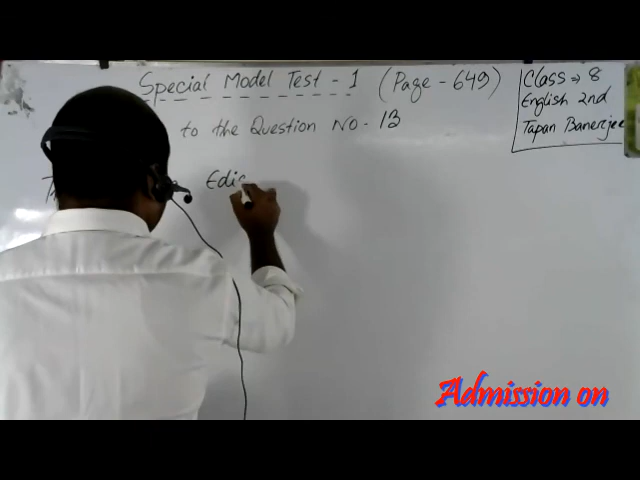 Special Model Test - 1 (Page - 649)
Class ⇒ 8
English 2nd
Tapan Banerjee
to the Question NO - 13
Edi
Admission on